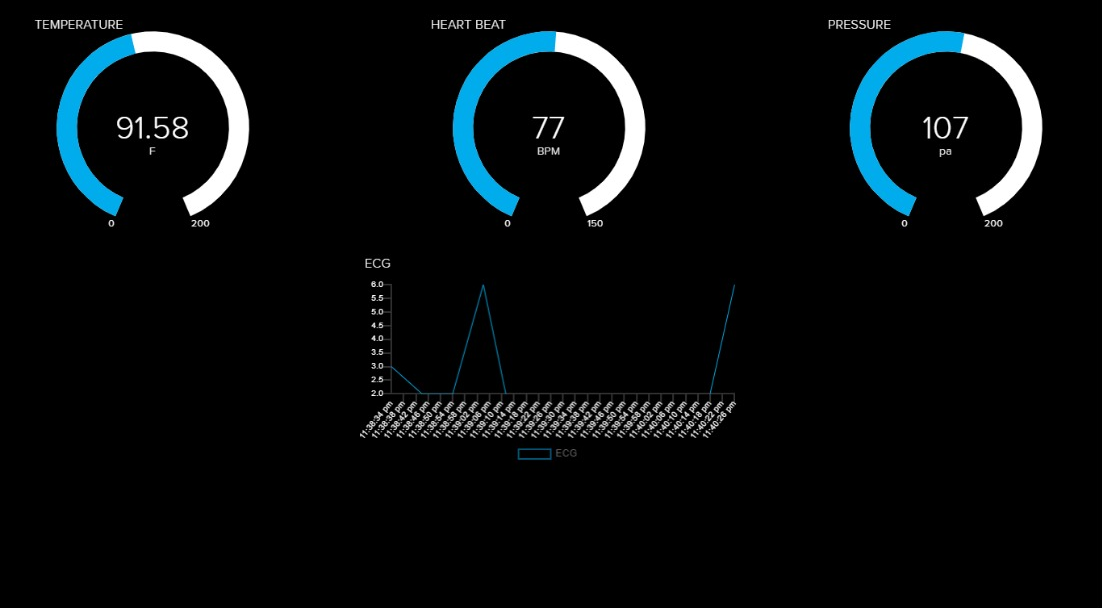 TEMPERATURE
91.58
F
0
200
HEART BEAT
77
BPM
0
150
PRESSURE
107
pa
0
200
ECG
6.0
5.5
5.0
4.5
4.0
3.5
3.0
2.5
2.0
11:38:34 pm
11:38:38 pm
11:38:42 pm
11:38:46 pm
11:38:50 pm
11:38:54 pm
11:38:58 pm
11:39:02 pm
11:39:06 pm
11:39:10 pm
11:39:14 pm
11:39:18 pm
11:39:22 pm
11:39:26 pm
11:39:30 pm
11:39:34 pm
11:39:38 pm
11:39:42 pm
11:39:46 pm
11:39:50 pm
11:39:54 pm
11:39:58 pm
11:40:02 pm
11:40:06 pm
11:40:10 pm
11:40:14 pm
11:40:18 pm
11:40:22 pm
11:40:26 pm
ECG